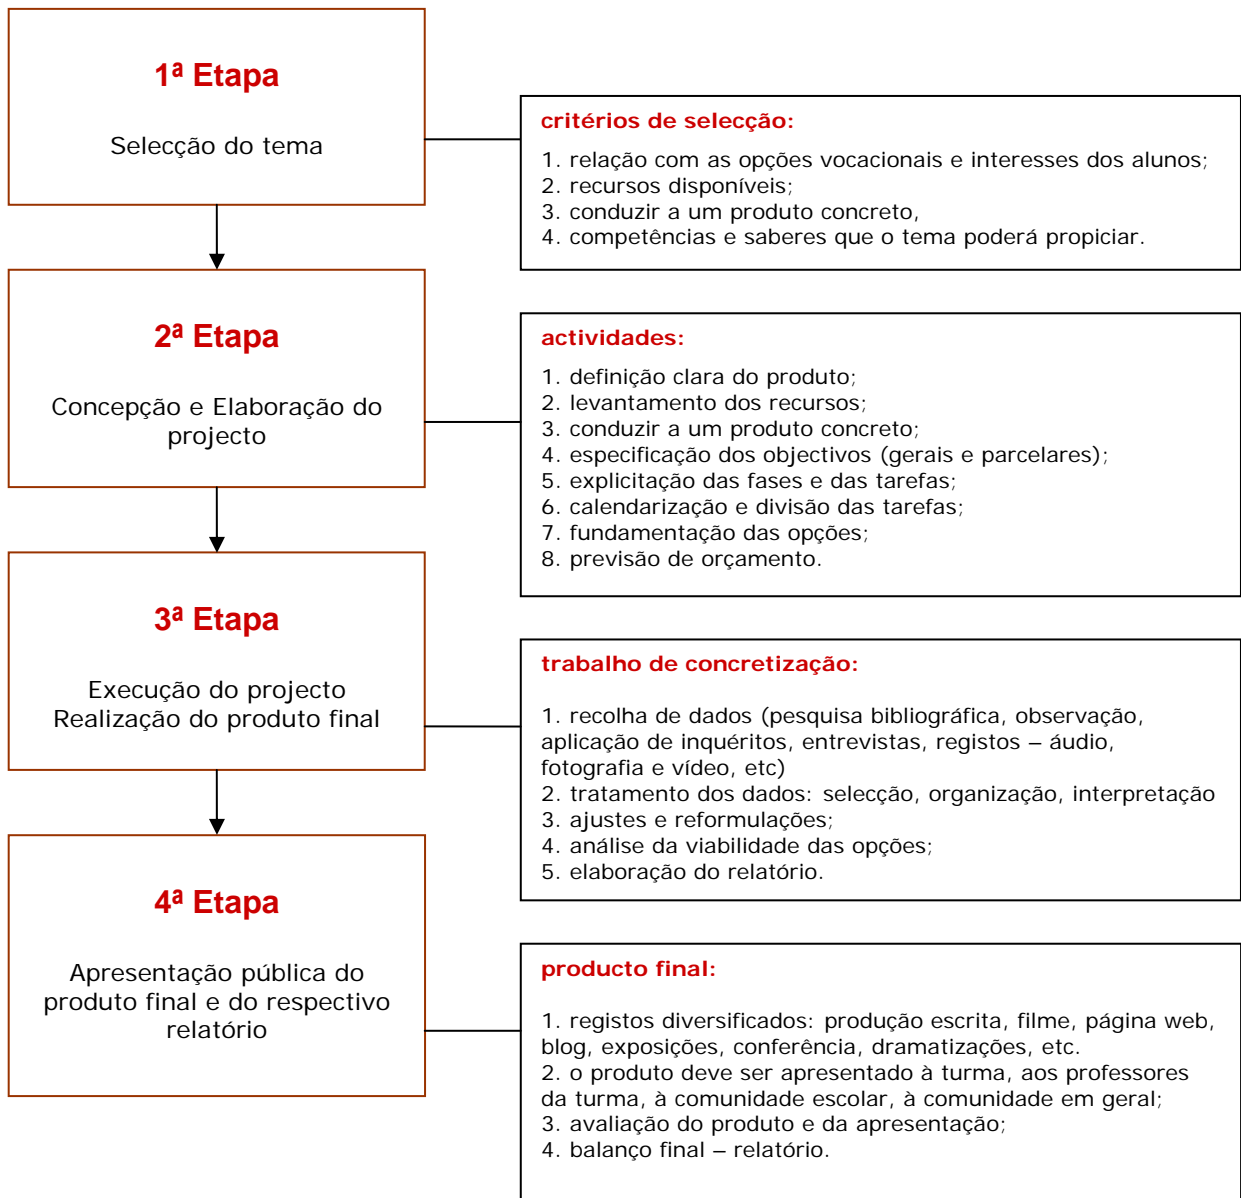 1ª Etapa
Selecção do tema
critérios de selecção:
1. relação com as opções vocacionais e interesses dos alunos;
2. recursos disponíveis;
3. conduzir a um produto concreto,
4. competências e saberes que o tema poderá propiciar.
2ª Etapa
Concepção e Elaboração do
projecto
actividades:
1. definição clara do produto;
2. levantamento dos recursos;
3. conduzir a um produto concreto;
4. especificação dos objectivos (gerais e parcelares);
5. explicitação das fases e das tarefas;
6. calendarização e divisão das tarefas;
7. fundamentação das opções;
8. previsão de orçamento.
3ª Etapa
Execução do projecto
Realização do produto final
trabalho de concretização:
1. recolha de dados (pesquisa bibliográfica, observação,
aplicação de inquéritos, entrevistas, registos – áudio,
fotografia e vídeo, etc)
2. tratamento dos dados: selecção, organização, interpretação
3. ajustes e reformulações;
4. análise da viabilidade das opções;
5. elaboração do relatório.
4ª Etapa
Apresentação pública do
produto final e do respectivo
relatório
producto final:
1. registos diversificados: produção escrita, filme, página web,
blog, exposições, conferência, dramatizações, etc.
2. o produto deve ser apresentado à turma, aos professores
da turma, à comunidade escolar, à comunidade em geral;
3. avaliação do produto e da apresentação;
4. balanço final – relatório.